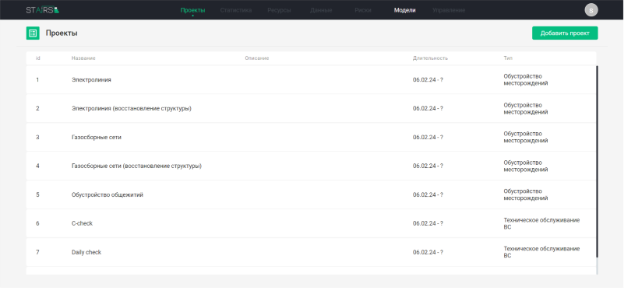 STAIRS
Проекты Статистика Ресурсы Данные Риски Модели Управление
Проекты
Добавить проект
id Название Описание Длительность Тип
1 Электролиния 06.02.24 - ? Обустройство
месторождений
2 Электролиния (восстановление структуры) 06.02.24 - ? Обустройство
месторождений
3 Газосборные сети 06.02.24 - ? Обустройство
месторождений
4 Газосборные сети (восстановление структуры) 06.02.24 - ? Обустройство
месторождений
5 Обустройство общежитий 06.02.24 - ? Обустройство
месторождений
6 C-check 06.02.24 - ? Техническое обслуживание
ВС
7 Daily check 06.02.24 - ? Техническое обслуживание
ВС